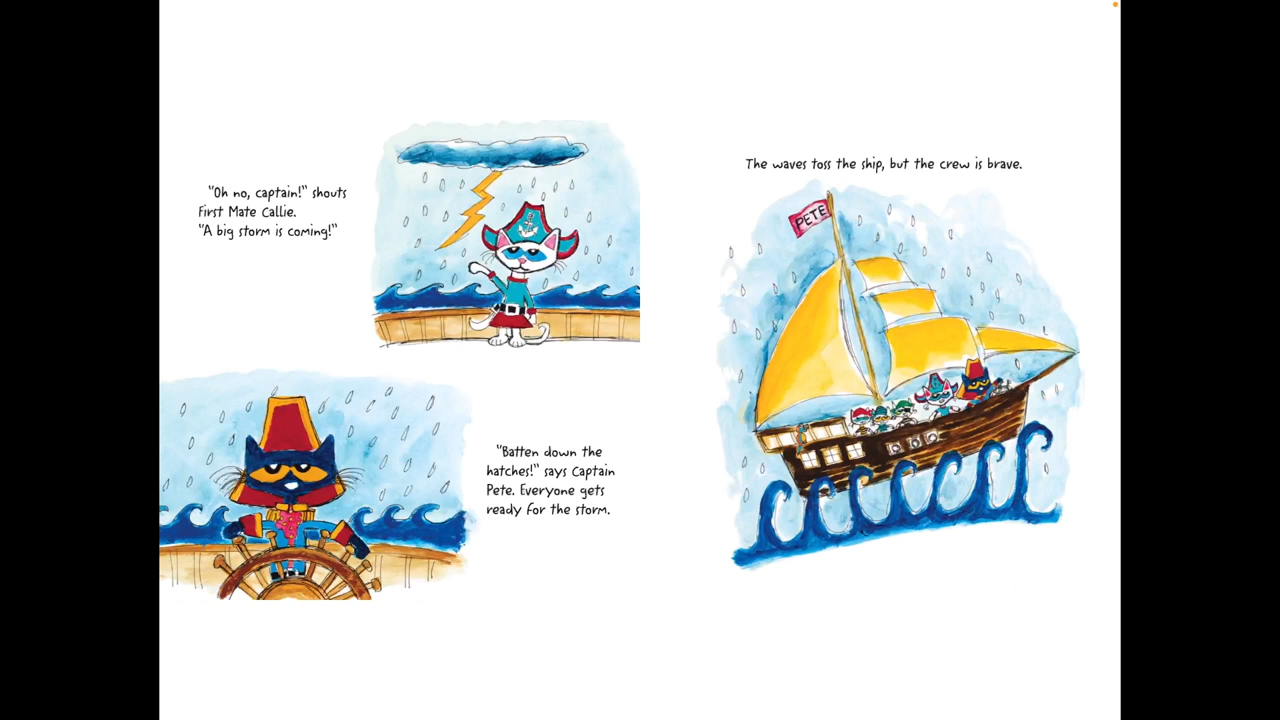 "Oh no, captain!" shouts
First Mate Callie.
"A big storm is coming!"
"Batten down the
hatches!" says Captain
Pete. Everyone gets
ready for the storm.
The waves toss the ship, but the crew is brave.
PETE